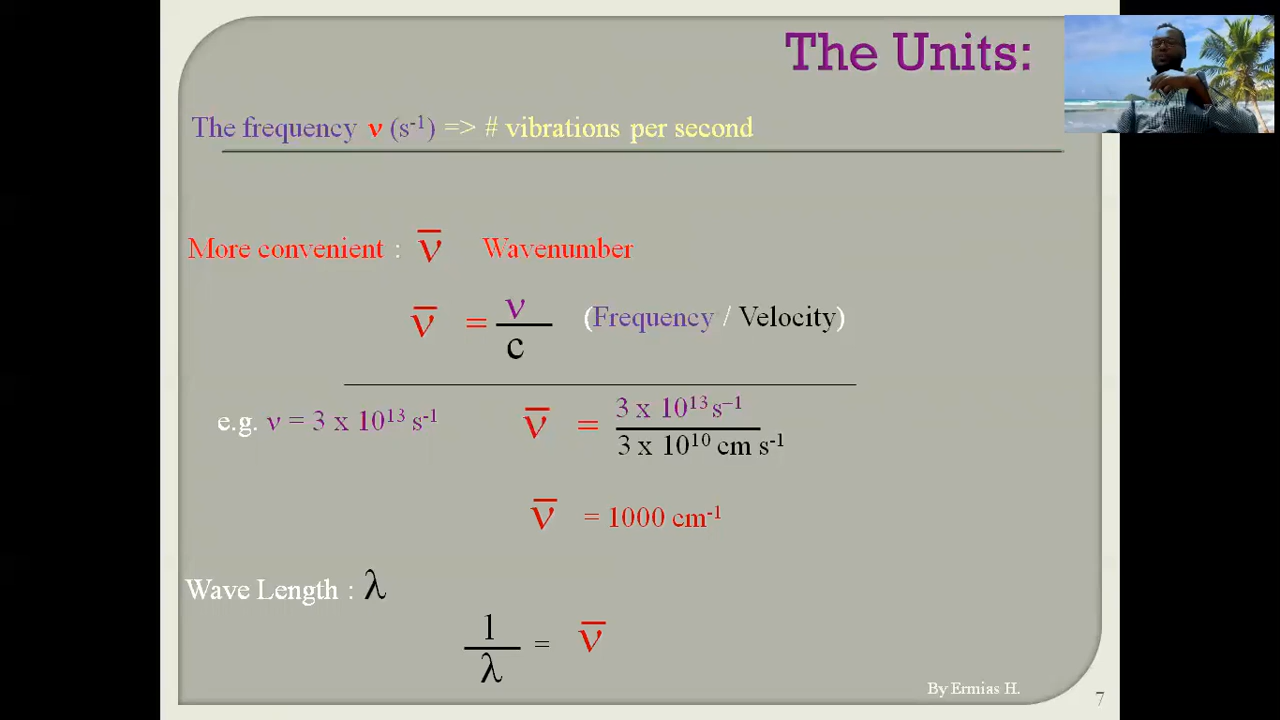 The Units:
The frequency ν (s⁻¹) => # vibrations per second
More convenient : ν̅ Wavenumber
ν̅ = ν / c (Frequency / Velocity)
e.g. ν = 3 x 10¹³ s⁻¹ ν̅ = 3 x 10¹³ s⁻¹ / 3 x 10¹⁰ cm s⁻¹
ν̅ = 1000 cm⁻¹
Wave Length : λ
1 / λ = ν̅
By Ermias H.
7